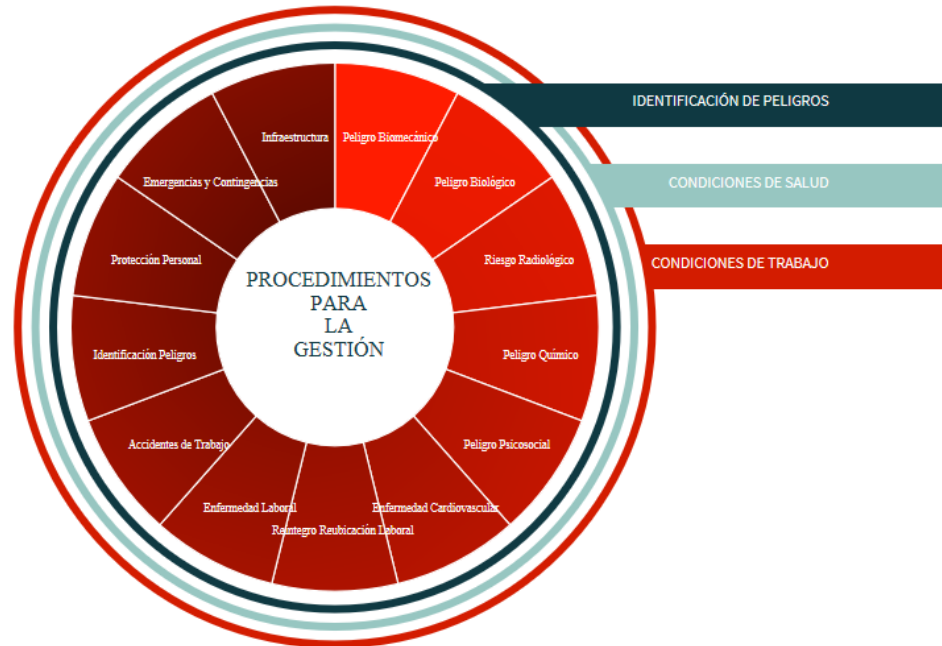 IDENTIFICACIÓN DE PELIGROS
CONDICIONES DE SALUD
CONDICIONES DE TRABAJO
PROCEDIMIENTOS
PARA
LA
GESTIÓN
Peligro Biomecánico
Peligro Biológico
Riesgo Radiológico
Peligro Químico
Peligro Psicosocial
Enfermedad Cardiovascular
Reintegro Reubicación Laboral
Enfermedad Laboral
Accidentes de Trabajo
Identificación Peligros
Protección Personal
Emergencias y Contingencias
Infraestructura